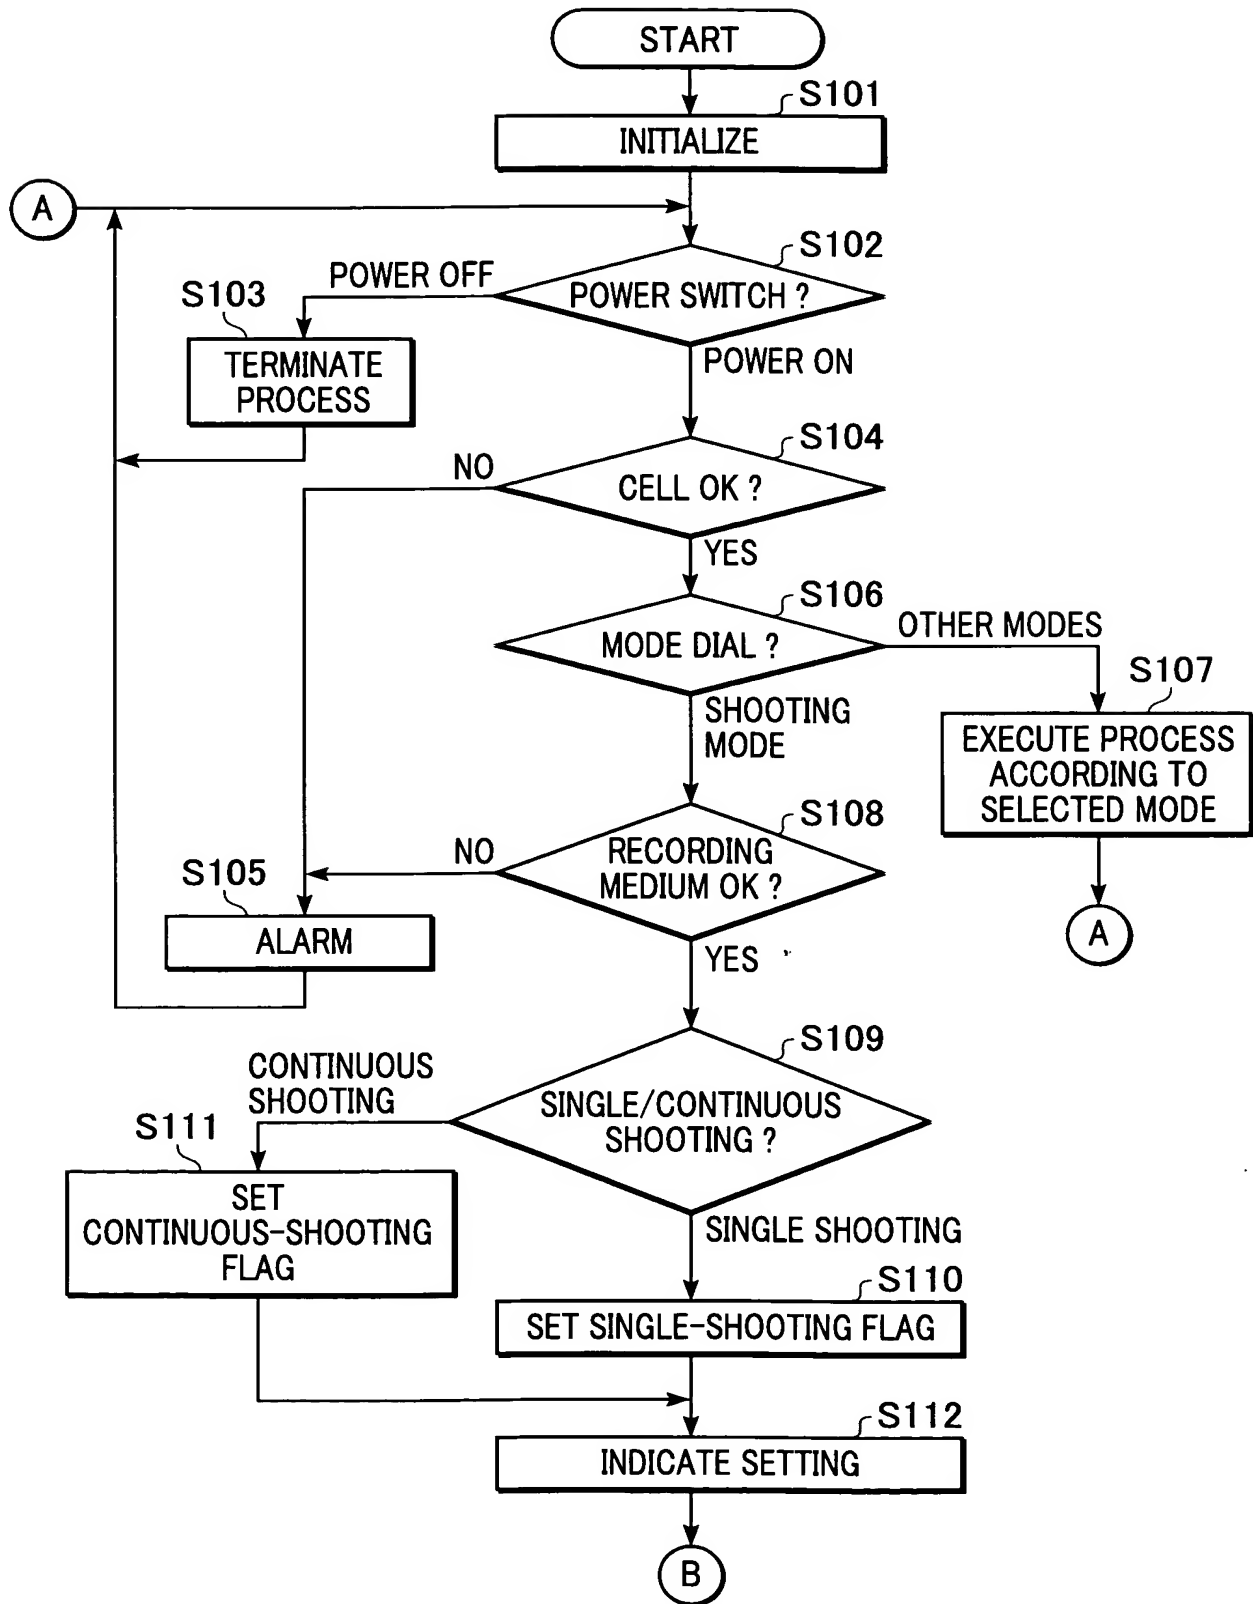 START
S101
INITIALIZE
A
S102
POWER OFF
POWER SWITCH ?
S103
TERMINATE
PROCESS
POWER ON
S104
NO
CELL OK ?
YES
S106
OTHER MODES
MODE DIAL ?
S107
SHOOTING
MODE
EXECUTE PROCESS
ACCORDING TO
SELECTED MODE
S108
NO
RECORDING
MEDIUM OK ?
S105
ALARM
A
YES
S109
CONTINUOUS
SHOOTING
SINGLE/CONTINUOUS
SHOOTING ?
S111
SET
CONTINUOUS-SHOOTING
FLAG
SINGLE SHOOTING
S110
SET SINGLE-SHOOTING FLAG
S112
INDICATE SETTING
B